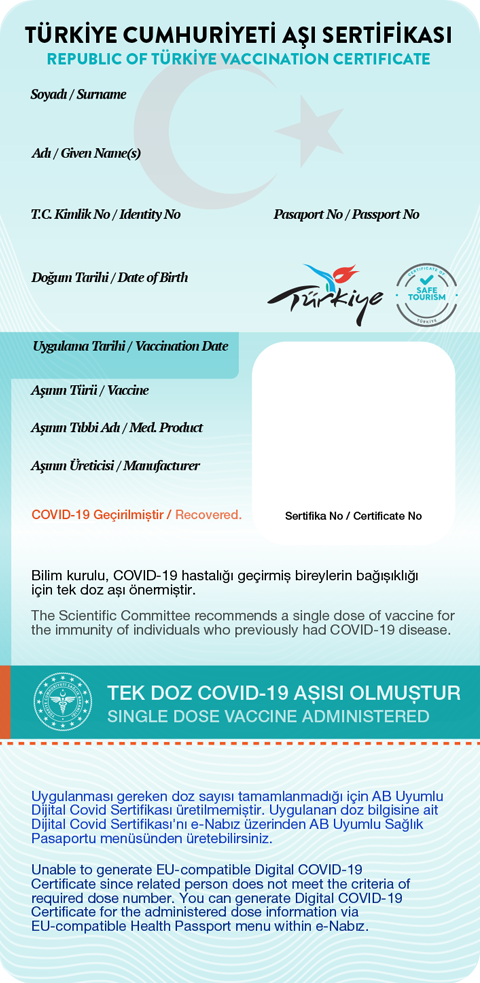 TÜRKİYE CUMHURİYETİ AŞI SERTİFİKASI
REPUBLIC OF TÜRKİYE VACCINATION CERTIFICATE
Soyadı / Surname
Adı / Given Name(s)
T.C. Kimlik No / Identity No
Pasaport No / Passport No
Doğum Tarihi / Date of Birth
Türkiye
CERTIFICATE OF
SAFE
TOURISM
TÜRKİYE
Uygulama Tarihi / Vaccination Date
Aşının Türü / Vaccine
Aşının Tıbbi Adı / Med. Product
Aşının Üreticisi / Manufacturer
COVID-19 Geçirilmiştir / Recovered.
Sertifika No / Certificate No
Bilim kurulu, COVID-19 hastalığı geçirmiş bireylerin bağışıklığı
için tek doz aşı önermiştir.
The Scientific Committee recommends a single dose of vaccine for
the immunity of individuals who previously had COVID-19 disease.
TEK DOZ COVID-19 AŞISI OLMUŞTUR
SINGLE DOSE VACCINE ADMINISTERED
Uygulanması gereken doz sayısı tamamlanmadığı için AB Uyumlu
Dijital Covid Sertifikası üretilmemiştir. Uygulanan doz bilgisine ait
Dijital Covid Sertifikası'nı e-Nabız üzerinden AB Uyumlu Sağlık
Pasaportu menüsünden üretebilirsiniz.
Unable to generate EU-compatible Digital COVID-19
Certificate since related person does not meet the criteria of
required dose number. You can generate Digital COVID-19
Certificate for the administered dose information via
EU-compatible Health Passport menu within e-Nabız.